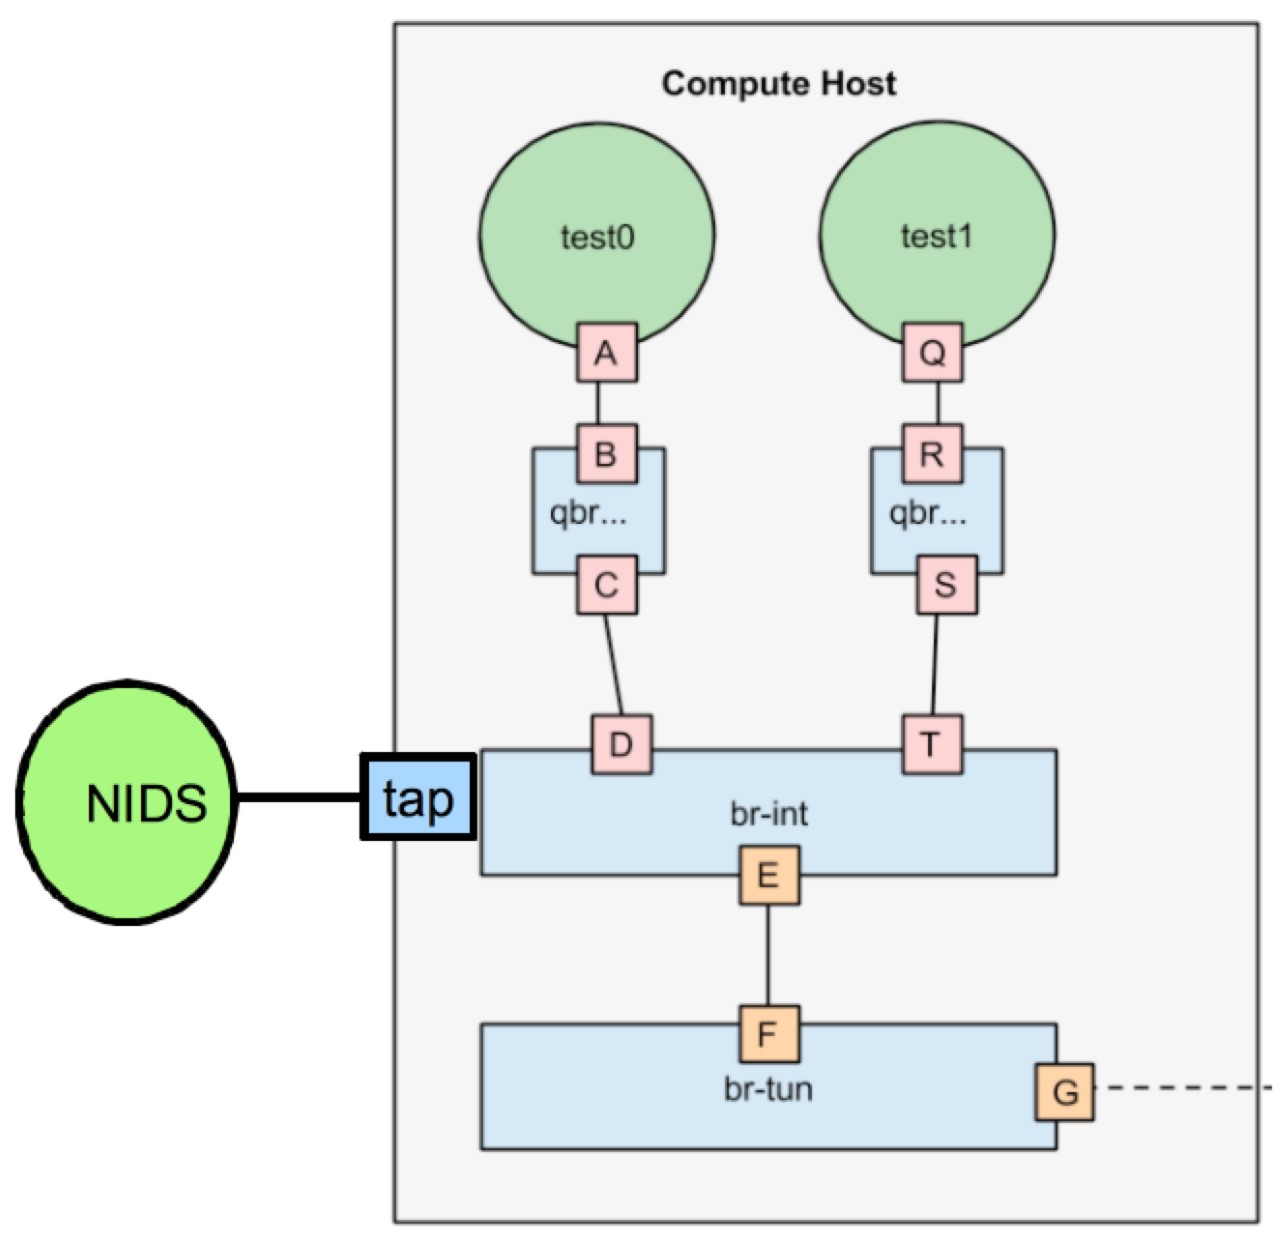 Compute Host
test0
test1
A
Q
B
R
qbr...
qbr...
C
S
D
T
NIDS
tap
br-int
E
F
br-tun
G